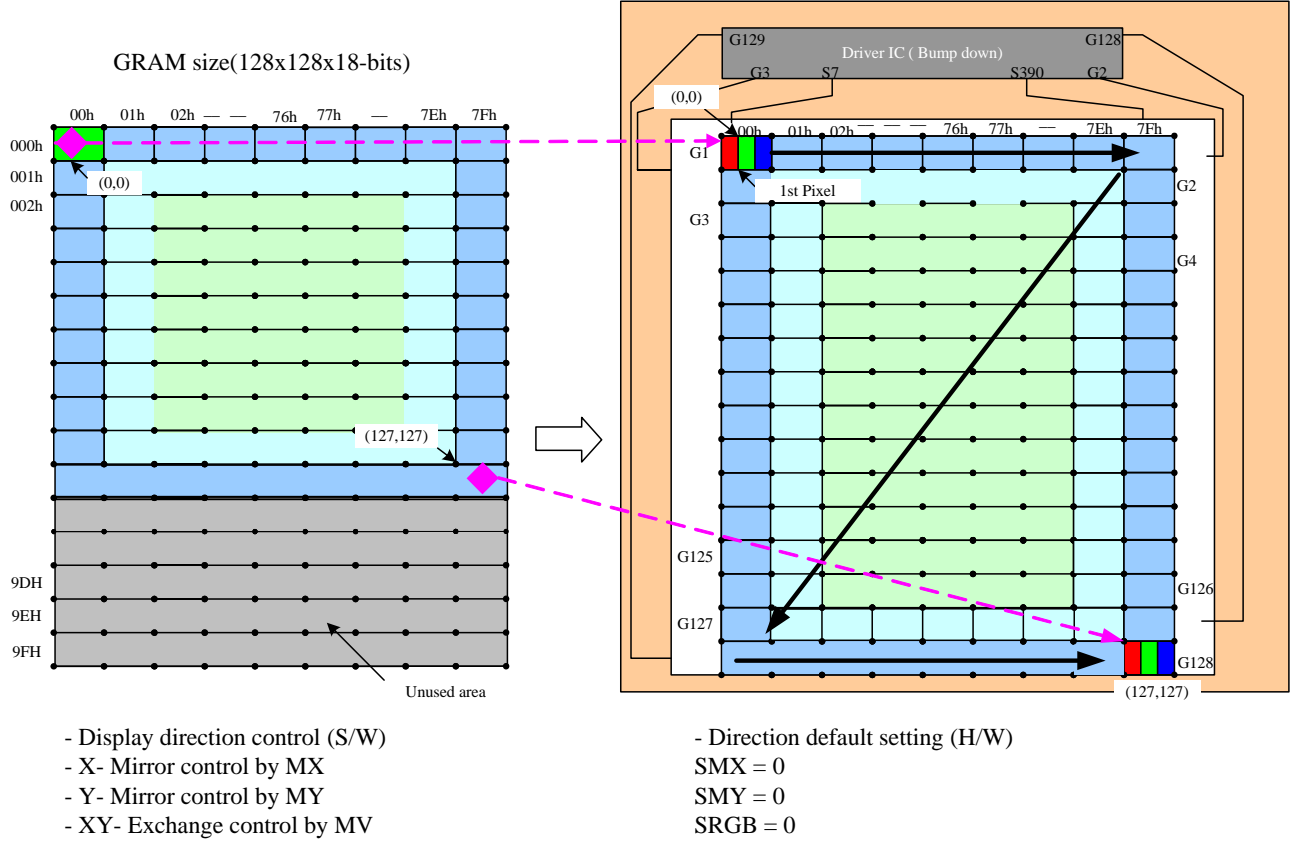 GRAM size(128x128x18-bits)
00h 01h 02h — — 76h 77h — 7Eh 7Fh
000h
001h
002h
(0,0)
(127,127)
9DH
9EH
9FH
Unused area
G129 Driver IC ( Bump down) G128
G3 S7 S390 G2
(0,0)
00h 01h 02h — — — 76h 77h — 7Eh 7Fh
G1
1st Pixel
G2
G3
G4
G125
G126
G127
G128
(127,127)
- Display direction control (S/W)
- X- Mirror control by MX
- Y- Mirror control by MY
- XY- Exchange control by MV
- Direction default setting (H/W)
SMX = 0
SMY = 0
SRGB = 0